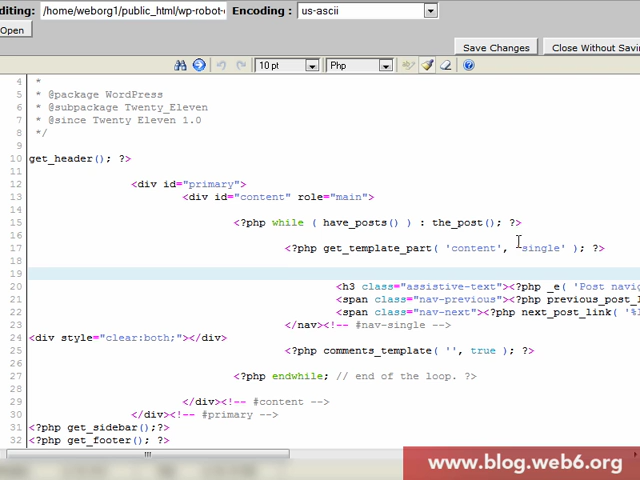 diting: /home/weborg1/public_html/wp-robot- Encoding : us-ascii
Open
Save Changes Close Without Savi
10 pt Php
4 *
5 * @package WordPress
6 * @subpackage Twenty_Eleven
7 * @since Twenty Eleven 1.0
8 */
9
10 get_header(); ?>
11
12 <div id="primary">
13 <div id="content" role="main">
14
15 <?php while ( have_posts() ) : the_post(); ?>
16
17 <?php get_template_part( 'content', 'single' ); ?>
18
19
20 <h3 class="assistive-text"><?php _e( 'Post navig
21 <span class="nav-previous"><?php previous_post_l
22 <span class="nav-next"><?php next_post_link( '%l
23 </nav><!-- #nav-single -->
24 <div style="clear:both;"></div>
25 <?php comments_template( '', true ); ?>
26
27 <?php endwhile; // end of the loop. ?>
28
29 </div><!-- #content -->
30 </div><!-- #primary -->
31 <?php get_sidebar();?>
32 <?php get_footer(); ?>
www.blog.web6.org